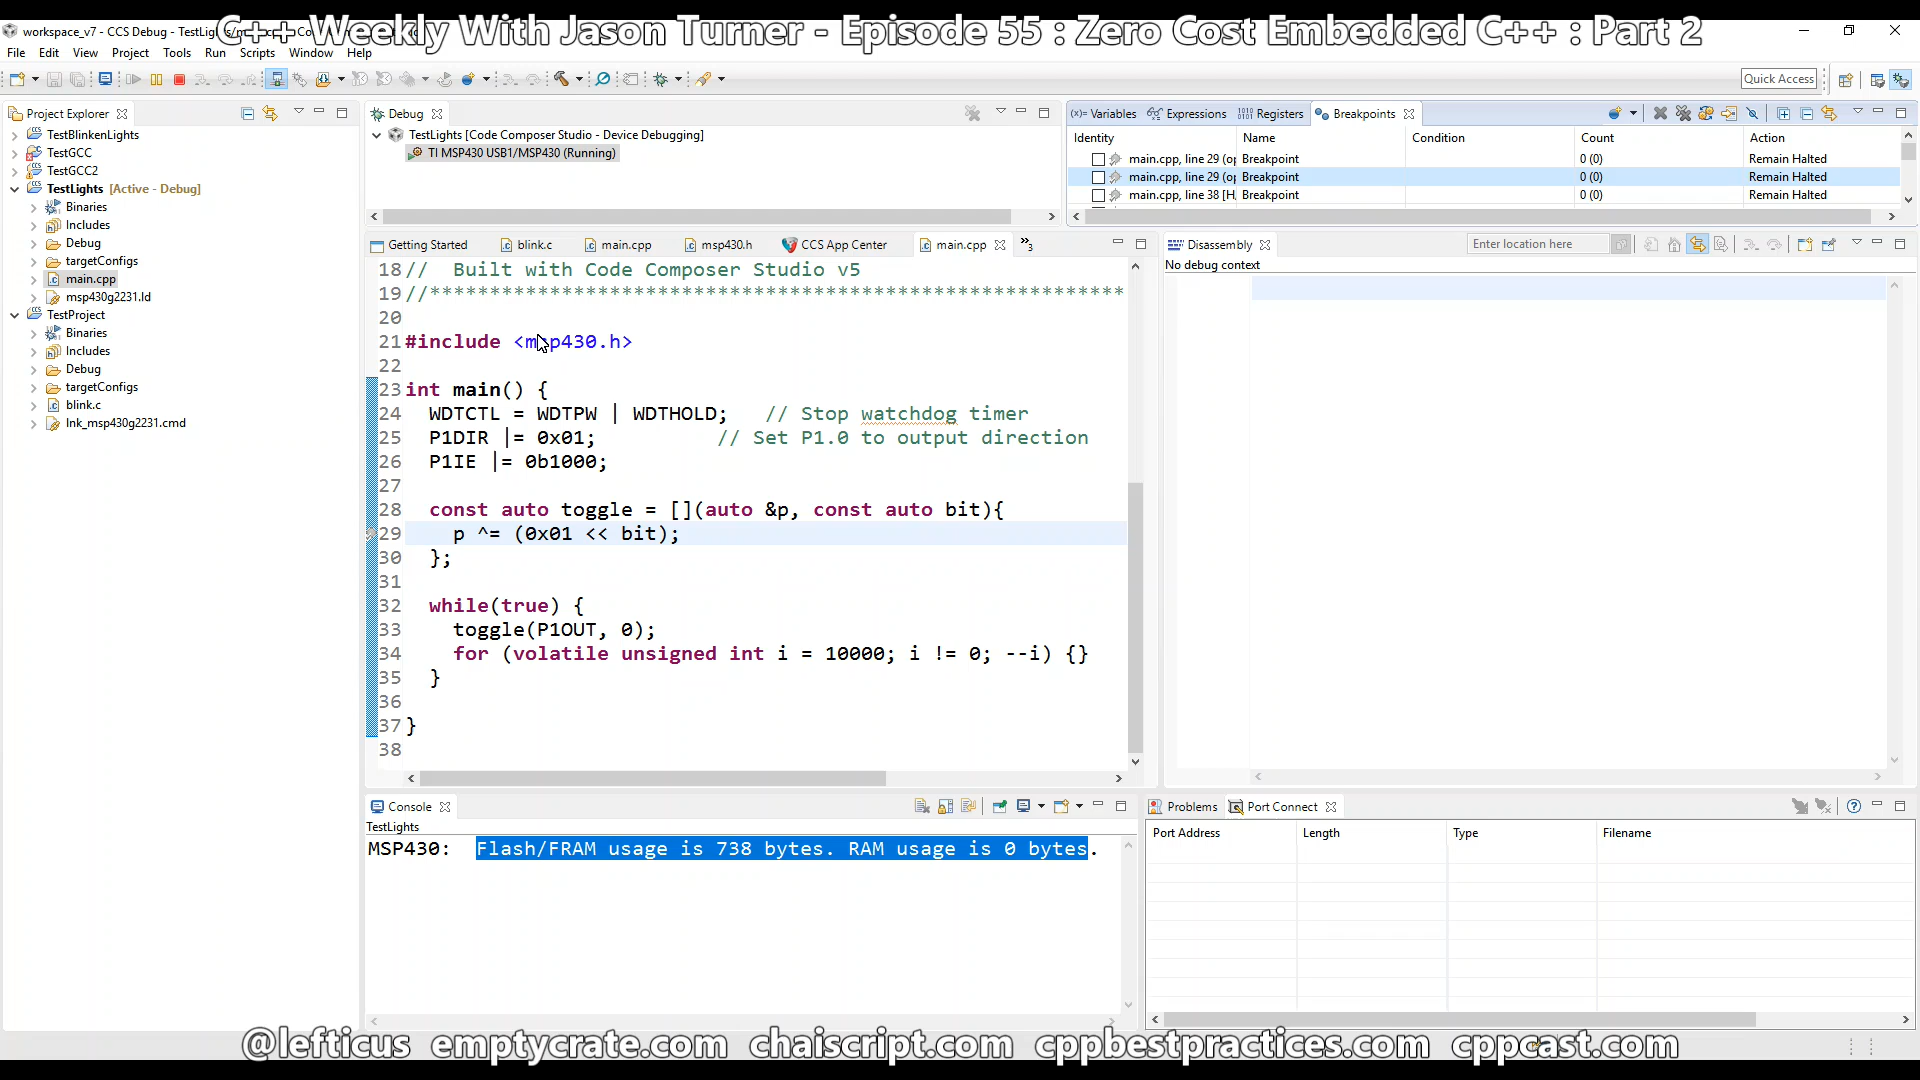 C++ Weekly With Jason Turner - Episode 55 : Zero Cost Embedded C++ : Part 2
workspace_v7 - CCS Debug - TestLights/m
File Edit View Project Tools Run Scripts Window Help
Quick Access
Project Explorer
TestBlinkenLights
TestGCC
TestGCC2
TestLights [Active - Debug]
Binaries
Includes
Debug
targetConfigs
main.cpp
msp430g2231.ld
TestProject
Binaries
Includes
Debug
targetConfigs
blink.c
lnk_msp430g2231.cmd
Debug
TestLights [Code Composer Studio - Device Debugging]
TI MSP430 USB1/MSP430 (Running)
(x)= Variables Expressions 1010 0101 Registers Breakpoints
Identity Name Condition Count Action
main.cpp, line 29 (op Breakpoint 0 (0) Remain Halted
main.cpp, line 29 (op Breakpoint 0 (0) Remain Halted
main.cpp, line 38 [H Breakpoint 0 (0) Remain Halted
Getting Started blink.c main.cpp msp430.h CCS App Center main.cpp »3
18 // Built with Code Composer Studio v5
19 //**********************************************************
20
21 #include <msp430.h>
22
23 int main() {
24 WDTCTL = WDTPW | WDTHOLD; // Stop watchdog timer
25 P1DIR |= 0x01; // Set P1.0 to output direction
26 P1IE |= 0b1000;
27
28 const auto toggle = [](auto &p, const auto bit){
29 p ^= (0x01 << bit);
30 };
31
32 while(true) {
33 toggle(P1OUT, 0);
34 for (volatile unsigned int i = 10000; i != 0; --i) {}
35 }
36
37 }
38
Disassembly
Enter location here
No debug context
Console
TestLights
MSP430: Flash/FRAM usage is 738 bytes. RAM usage is 0 bytes.
Problems Port Connect
Port Address Length Type Filename
@lefticus emptycrate.com chaiscript.com cppbestpractices.com cppcast.com